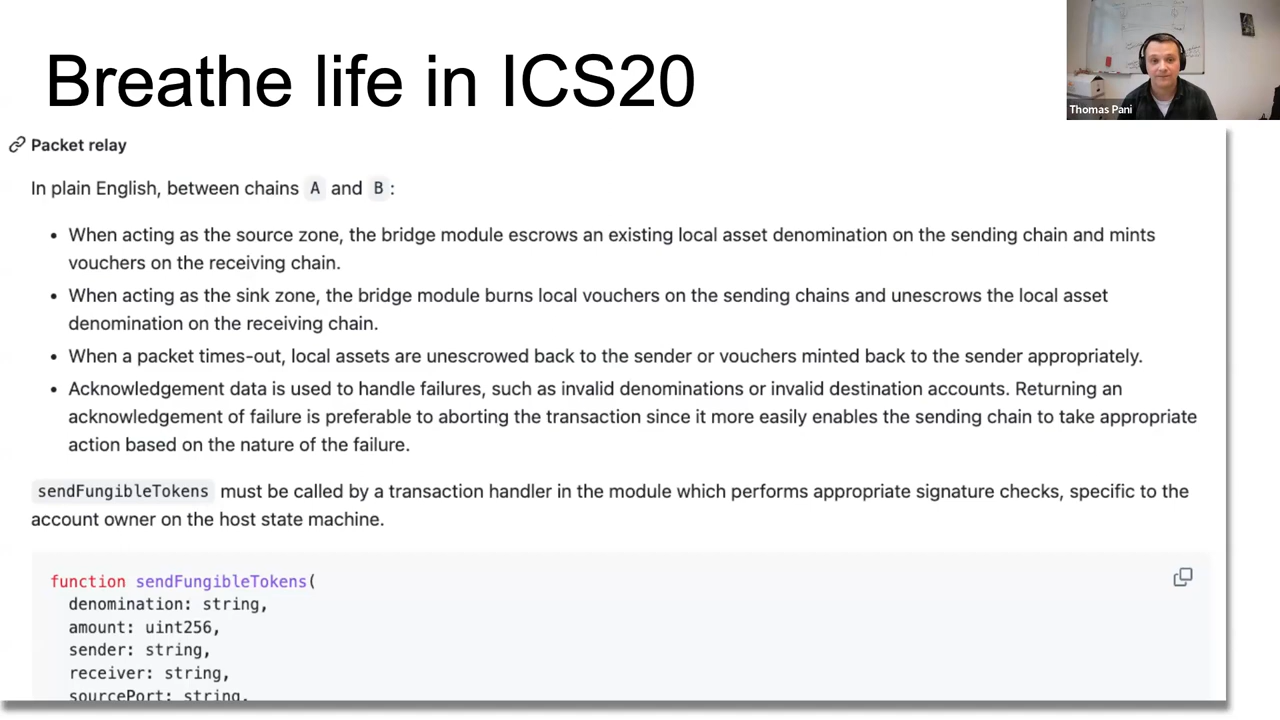 Breathe life in ICS20
Thomas Pani
Packet relay
In plain English, between chains A and B:
• When acting as the source zone, the bridge module escrows an existing local asset denomination on the sending chain and mints
vouchers on the receiving chain.
• When acting as the sink zone, the bridge module burns local vouchers on the sending chains and unescrows the local asset
denomination on the receiving chain.
• When a packet times-out, local assets are unescrowed back to the sender or vouchers minted back to the sender appropriately.
• Acknowledgement data is used to handle failures, such as invalid denominations or invalid destination accounts. Returning an
acknowledgement of failure is preferable to aborting the transaction since it more easily enables the sending chain to take appropriate
action based on the nature of the failure.
sendFungibleTokens must be called by a transaction handler in the module which performs appropriate signature checks, specific to the
account owner on the host state machine.
function sendFungibleTokens(
denomination: string,
amount: uint256,
sender: string,
receiver: string,
sourcePort: string,